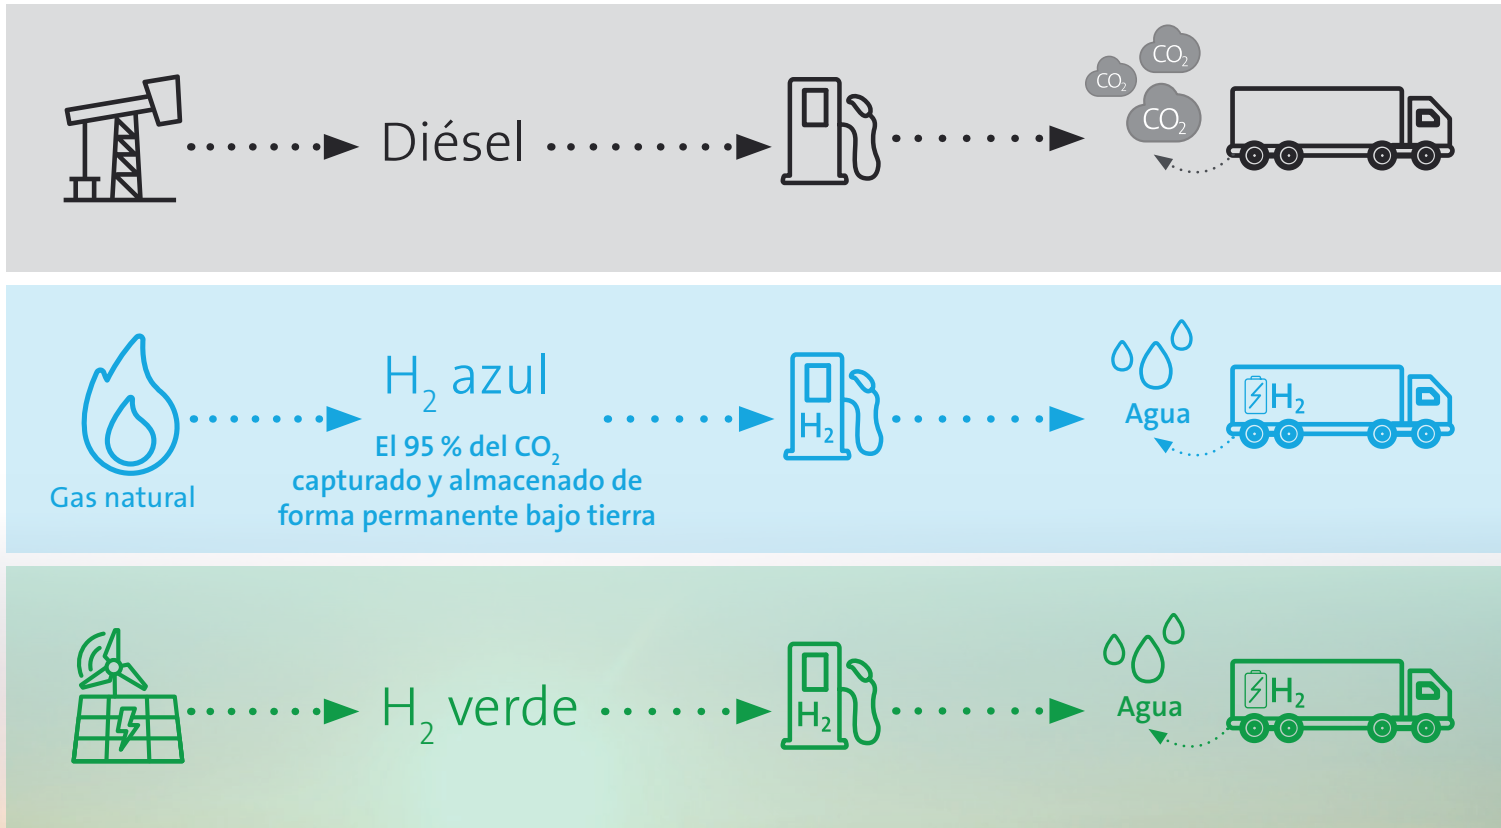 CO₂
CO₂
CO₂
Diésel
H₂ azul
H₂
H₂
Agua
El 95 % del CO₂
capturado y almacenado de
forma permanente bajo tierra
Gas natural
H₂ verde
H₂
H₂
Agua